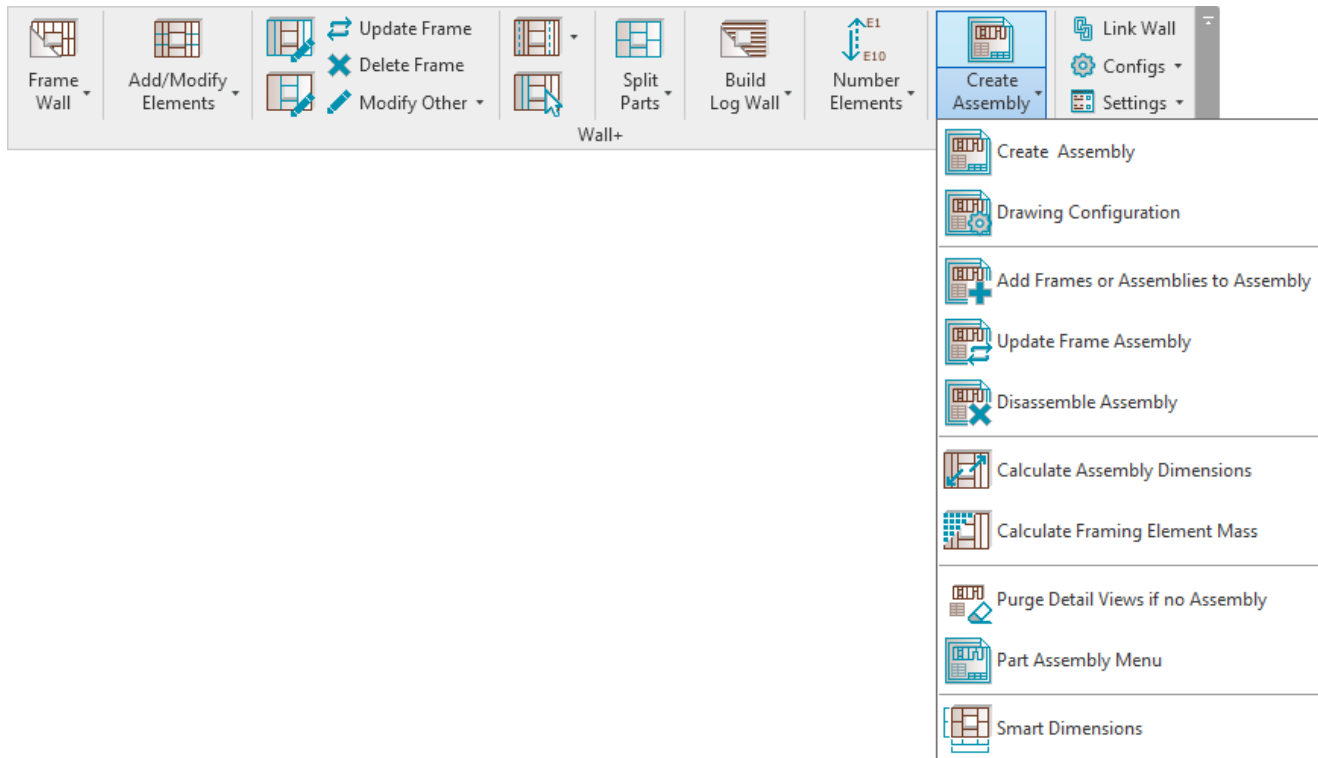 Frame
Wall
Add/Modify
Elements
Update Frame
Delete Frame
Modify Other
Split
Parts
Build
Log Wall
E1
E10
Number
Elements
Create
Assembly
Link Wall
Configs
Settings
Wall+
Create Assembly
Drawing Configuration
Add Frames or Assemblies to Assembly
Update Frame Assembly
Disassemble Assembly
Calculate Assembly Dimensions
Calculate Framing Element Mass
Purge Detail Views if no Assembly
Part Assembly Menu
Smart Dimensions